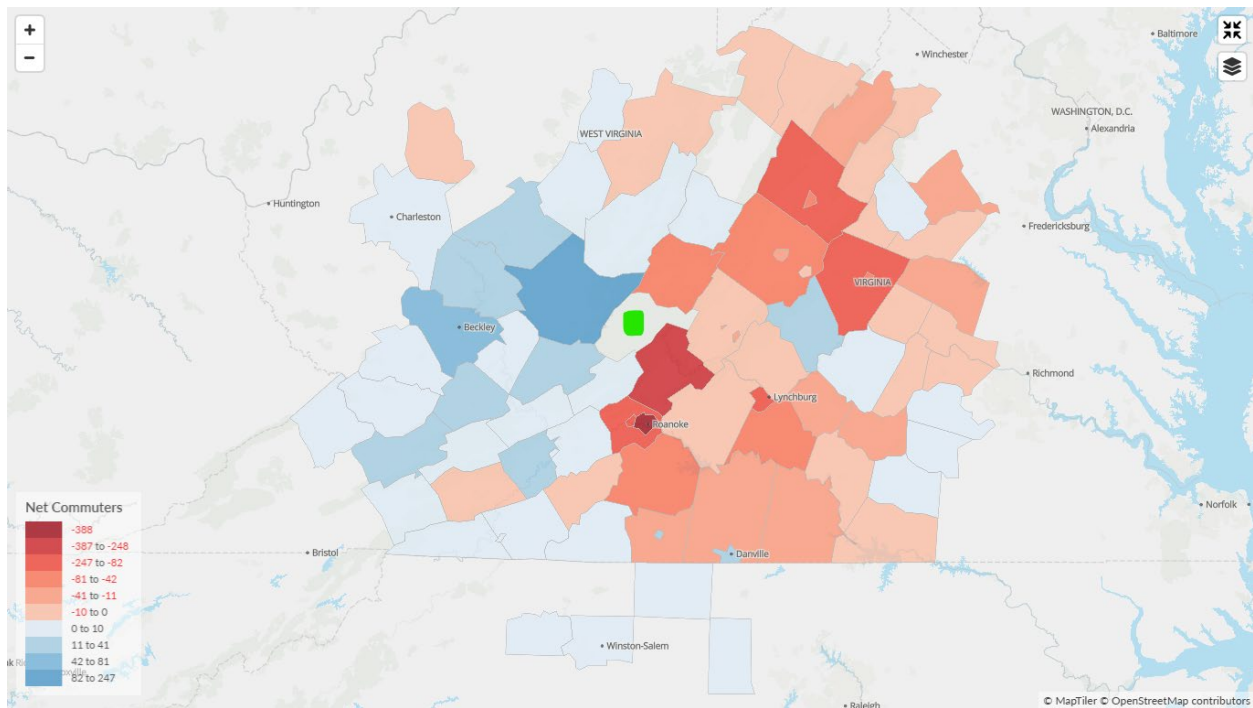 +
−
Baltimore
Winchester
WASHINGTON, D.C.
Alexandria
WEST VIRGINIA
Huntington
Charleston
Fredericksburg
VIRGINIA
Beckley
Richmond
Lynchburg
Roanoke
Norfolk
Bristol
Danville
Winston-Salem
Raleigh
Net Commuters
-388
-387 to -248
-247 to -82
-81 to -42
-41 to -11
-10 to 0
0 to 10
11 to 41
42 to 81
82 to 247
© MapTiler © OpenStreetMap contributors